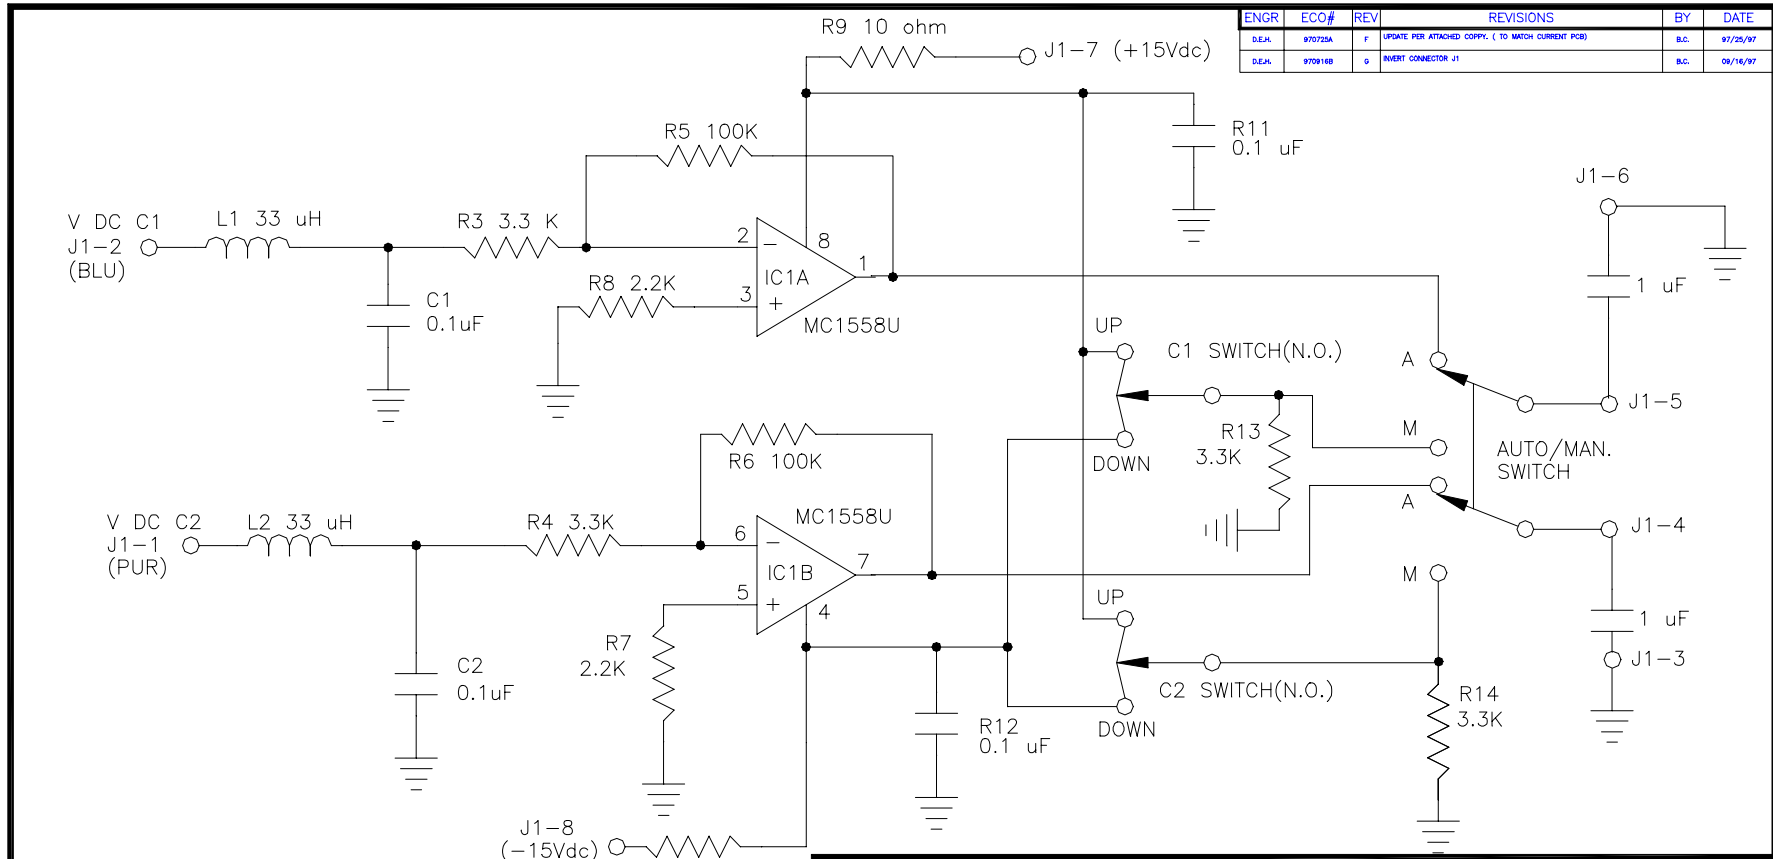 ENGR ECO# REV REVISIONS BY DATE
D.E.H. 970725A F UPDATE PER ATTACHED COPPY. ( TO MATCH CURRENT PCB) B.C. 97/25/97
D.E.H. 970916B G INVERT CONNECTOR J1 B.C. 09/16/97
R9 10 ohm
J1-7 (+15Vdc)
R5 100K
R11
0.1 uF
J1-6
V DC C1
J1-2
(BLU)
L1 33 uH
R3 3.3 K
2
−
8
IC1A
1
R8 2.2K
3
+
MC1558U
C1
0.1uF
1 uF
UP
C1 SWITCH(N.O.)
A
J1-5
R13
3.3K
M
DOWN
AUTO/MAN.
SWITCH
R6 100K
A
V DC C2
J1-1
(PUR)
L2 33 uH
R4 3.3K
MC1558U
6
−
IC1B
7
5
+
4
J1-4
M
UP
1 uF
R7
2.2K
J1-3
C2
0.1uF
C2 SWITCH(N.O.)
DOWN
R14
3.3K
R12
0.1 uF
J1-8
(-15Vdc)